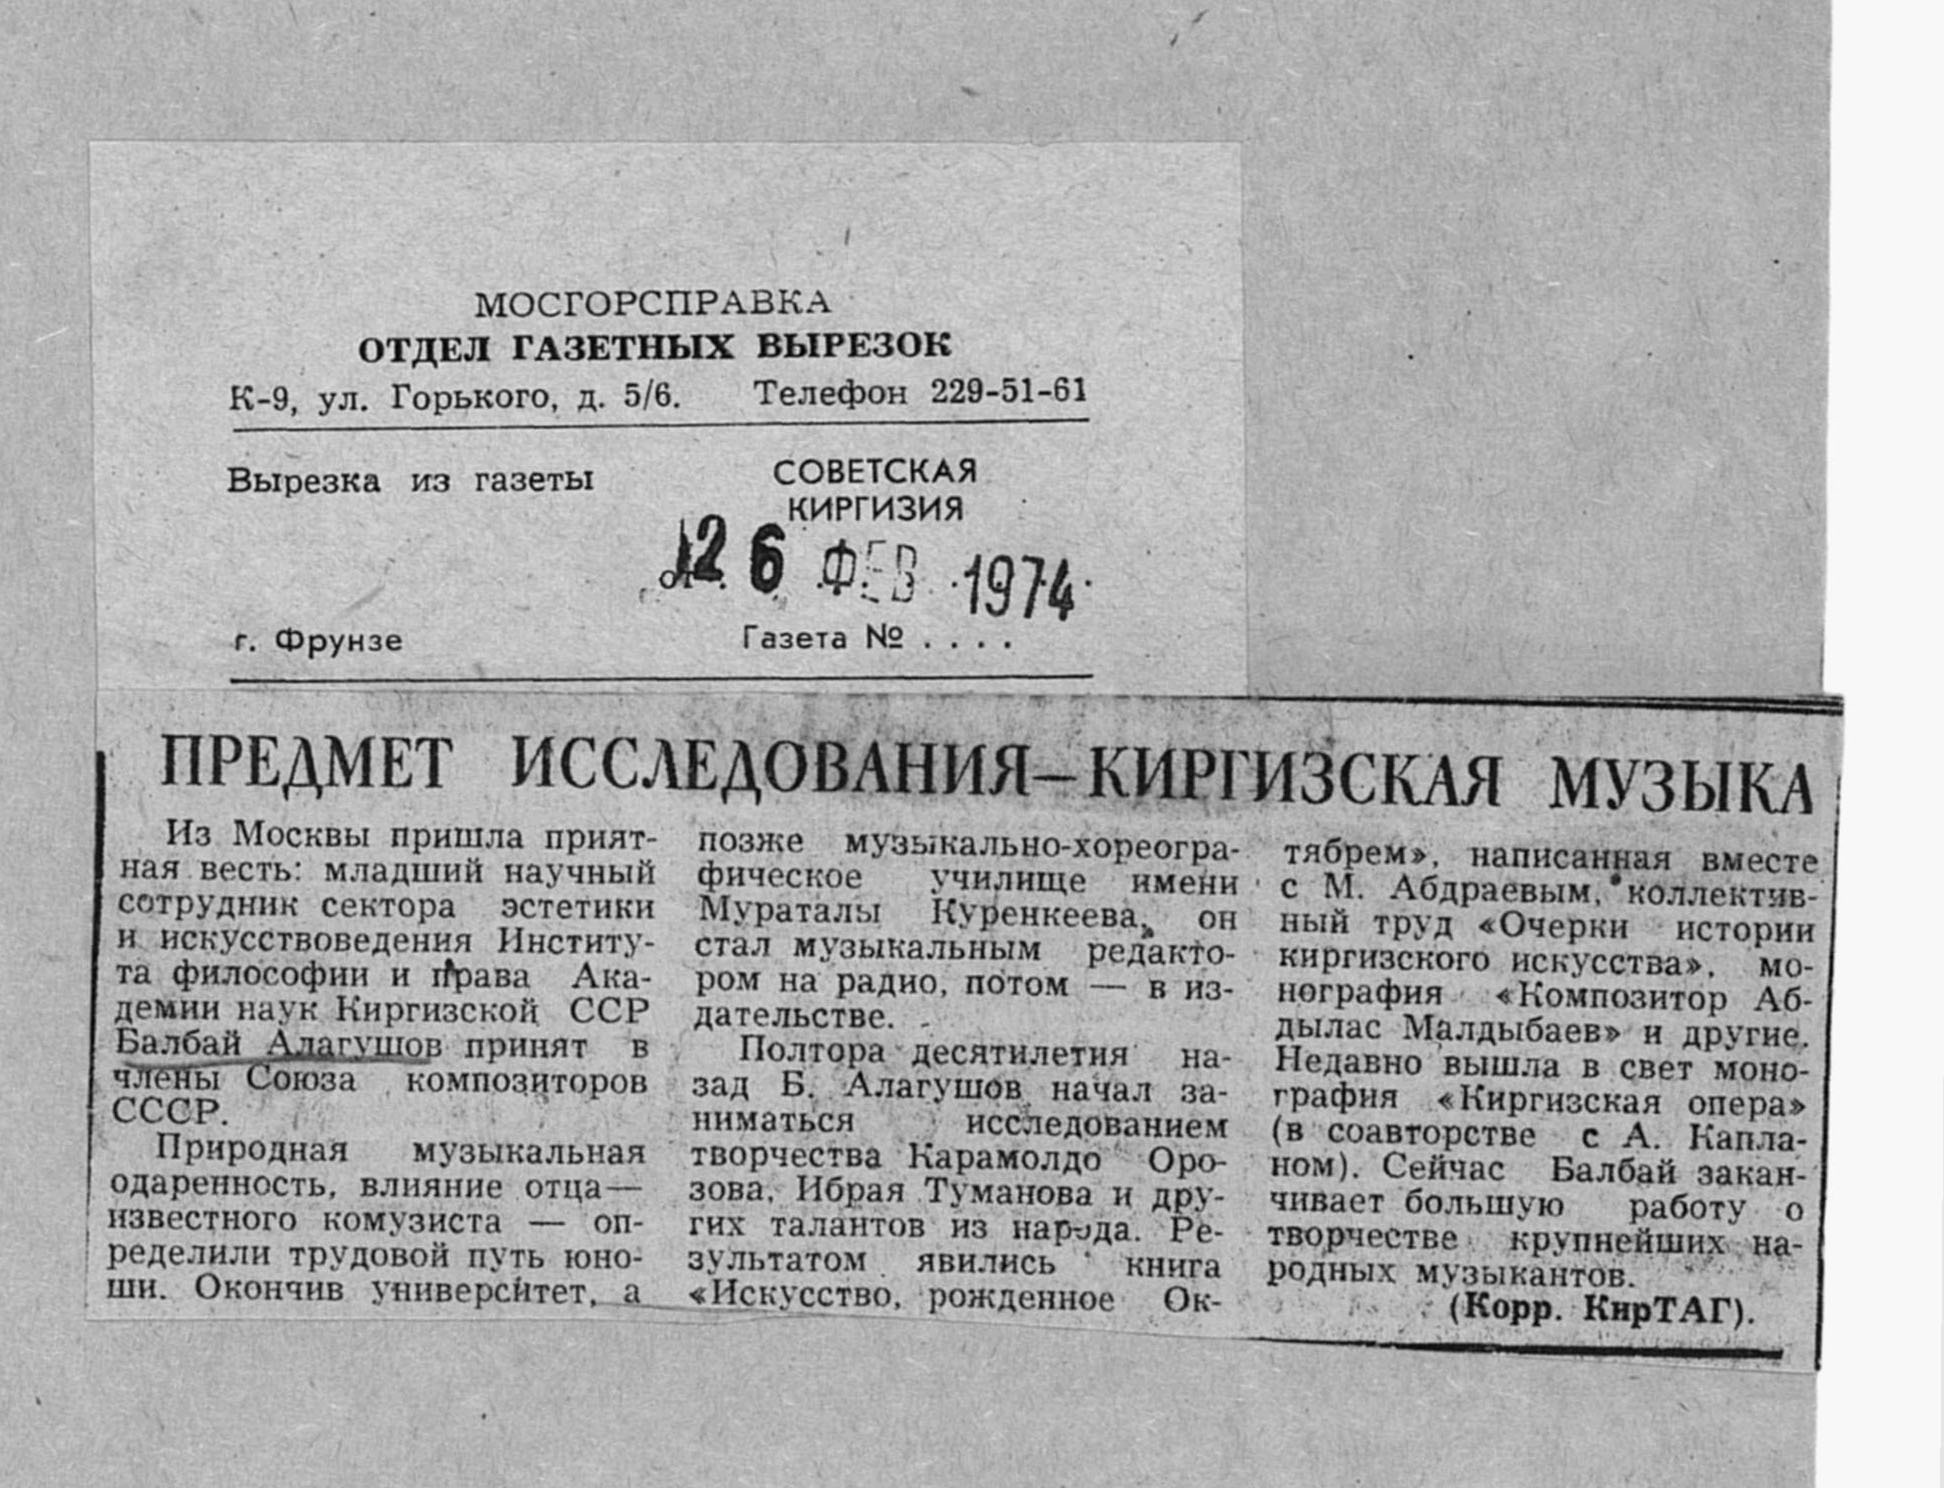 МОСГОРСПРАВКА
ОТДЕЛ ГАЗЕТНЫХ ВЫРЕЗОК
К-9, ул. Горького, д. 5/6. Телефон 229-51-61
Вырезка из газеты
СОВЕТСКАЯ
КИРГИЗИЯ
от 26 ФЕВ 1974
г. Фрунзе Газета № . . . .
ПРЕДМЕТ ИССЛЕДОВАНИЯ—КИРГИЗСКАЯ МУЗЫКА
Из Москвы пришла прият-
ная весть: младший научный
сотрудник сектора эстетики
и искусствоведения Институ-
та философии и права Ака-
демии наук Киргизской ССР
Балбай Алагушов принят в
члены Союза композиторов
СССР.
Природная музыкальная
одаренность, влияние отца—
известного комузиста — оп-
ределили трудовой путь юно-
ши. Окончив университет, а
позже музыкально-хореогра-
фическое училище имени
Мураталы Куренкеева, он
стал музыкальным редакто-
ром на радио, потом — в из-
дательстве.
Полтора десятилетия на-
зад Б. Алагушов начал за-
ниматься исследованием
творчества Карамолдо Оро-
зова, Ибрая Туманова и дру-
гих талантов из народа. Ре-
зультатом явились книга
«Искусство, рожденное Ок-
тябрем», написанная вместе
с М. Абдраевым, коллектив-
ный труд «Очерки истории
киргизского искусства», мо-
нография «Композитор Аб-
дылас Малдыбаев» и другие.
Недавно вышла в свет моно-
графия «Киргизская опера»
(в соавторстве с А. Капла-
ном). Сейчас Балбай закан-
чивает большую работу о
творчестве крупнейших на-
родных музыкантов.
(Корр. КирТАГ).